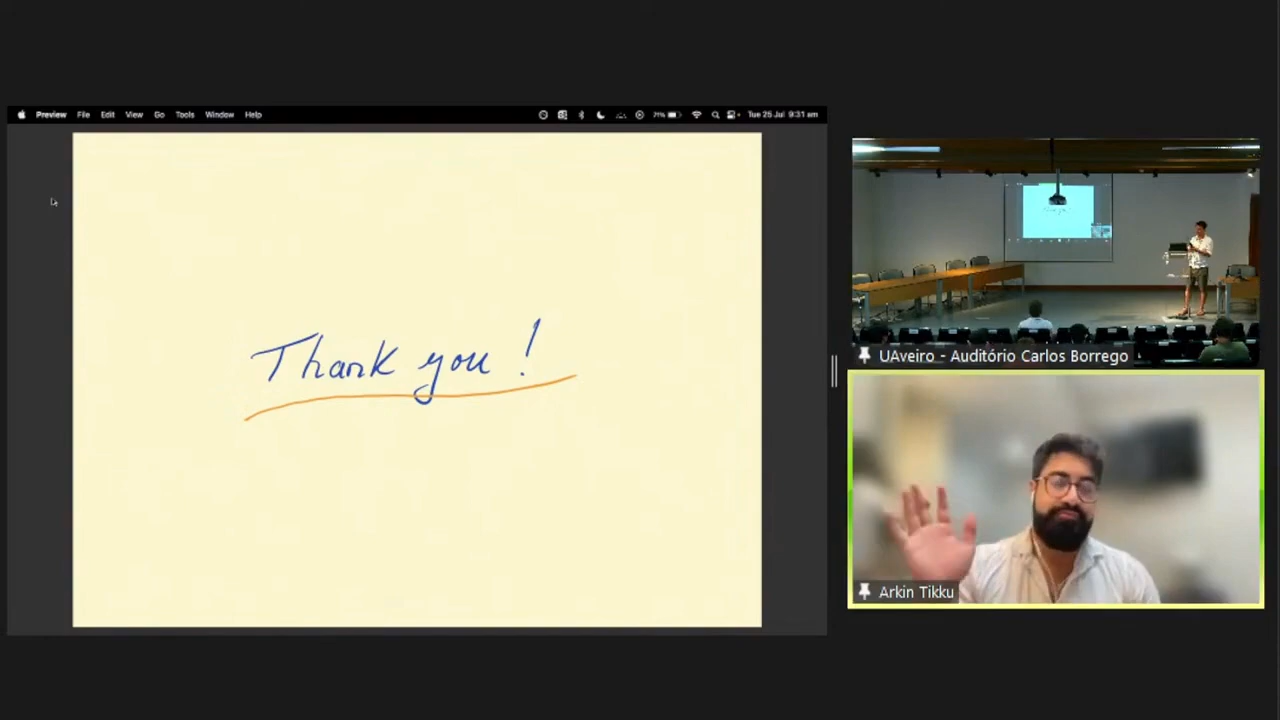 Preview File Edit View Go Tools Window Help 71% Tue 25 Jul 9:31 am
Thank you !
UAveiro - Auditório Carlos Borrego
Arkin Tikku